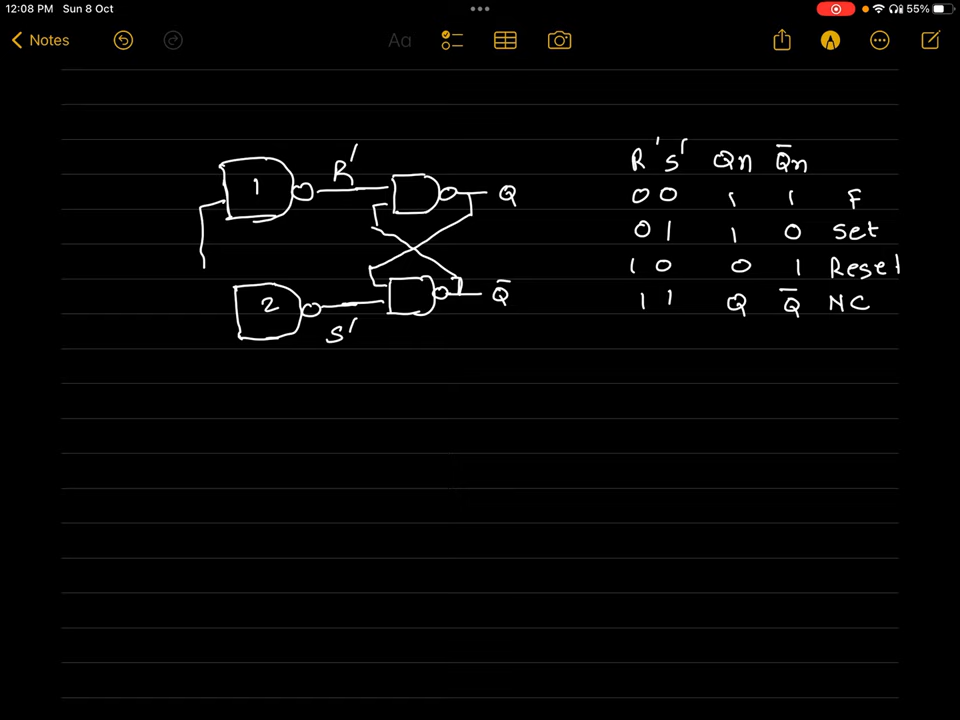 12:08 PM Sun 8 Oct
55%
Notes
Aa
1 R' Q
2 S' Q̅
R' S' Qn Q̅n
0 0 1 1 F
0 1 1 0 Set
1 0 0 1 Reset
1 1 Q Q̅ NC